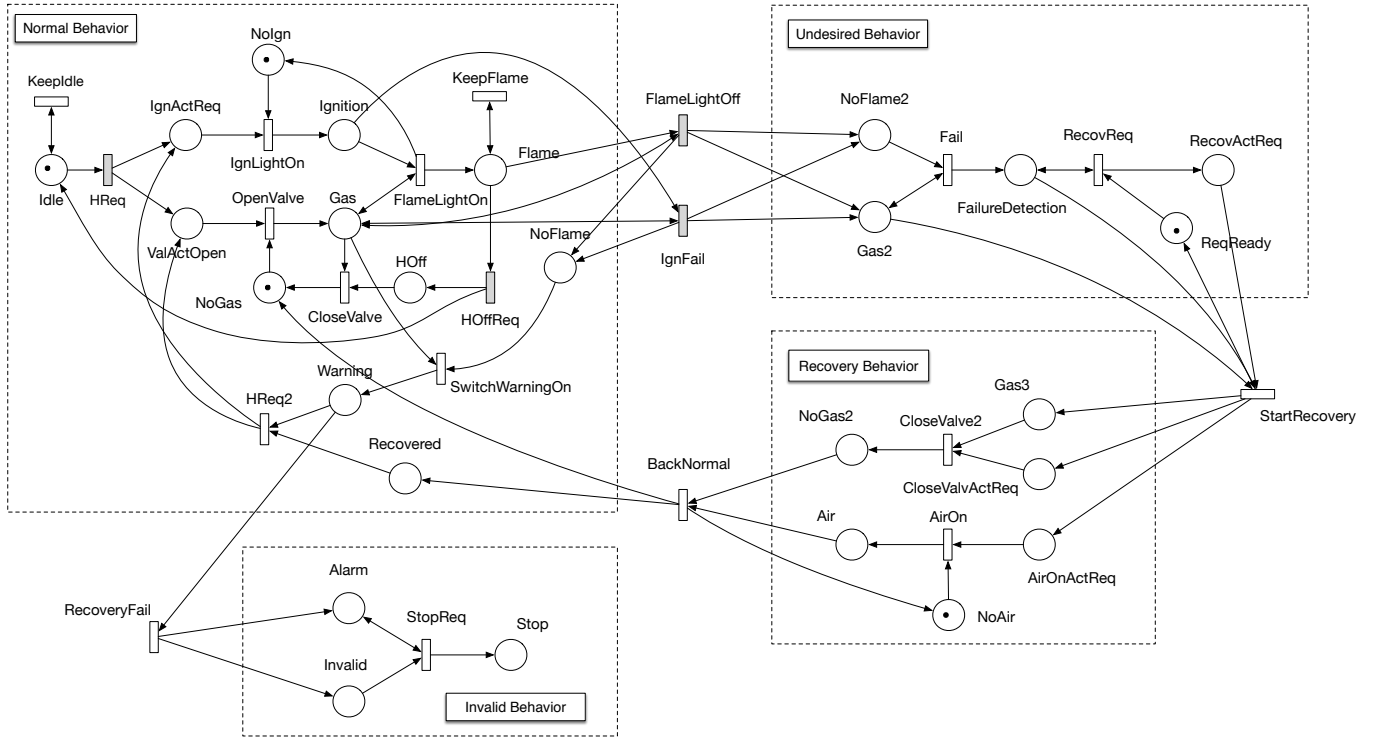 Normal Behavior
NoIgn
Undesired Behavior
KeepIdle
KeepFlame
IgnActReq
Ignition
FlameLightOff
NoFlame2
Fail
RecovReq
RecovActReq
IgnLightOn
Flame
Idle
HReq
OpenValve
Gas
FlameLightOn
FailureDetection
NoFlame
ReqReady
ValActOpen
Gas2
IgnFail
HOff
NoGas
CloseValve
HOffReq
Recovery Behavior
Warning
SwitchWarningOn
Gas3
HReq2
NoGas2
CloseValve2
StartRecovery
Recovered
BackNormal
CloseValvActReq
Air
AirOn
AirOnActReq
Alarm
RecoveryFail
StopReq
Stop
NoAir
Invalid
Invalid Behavior